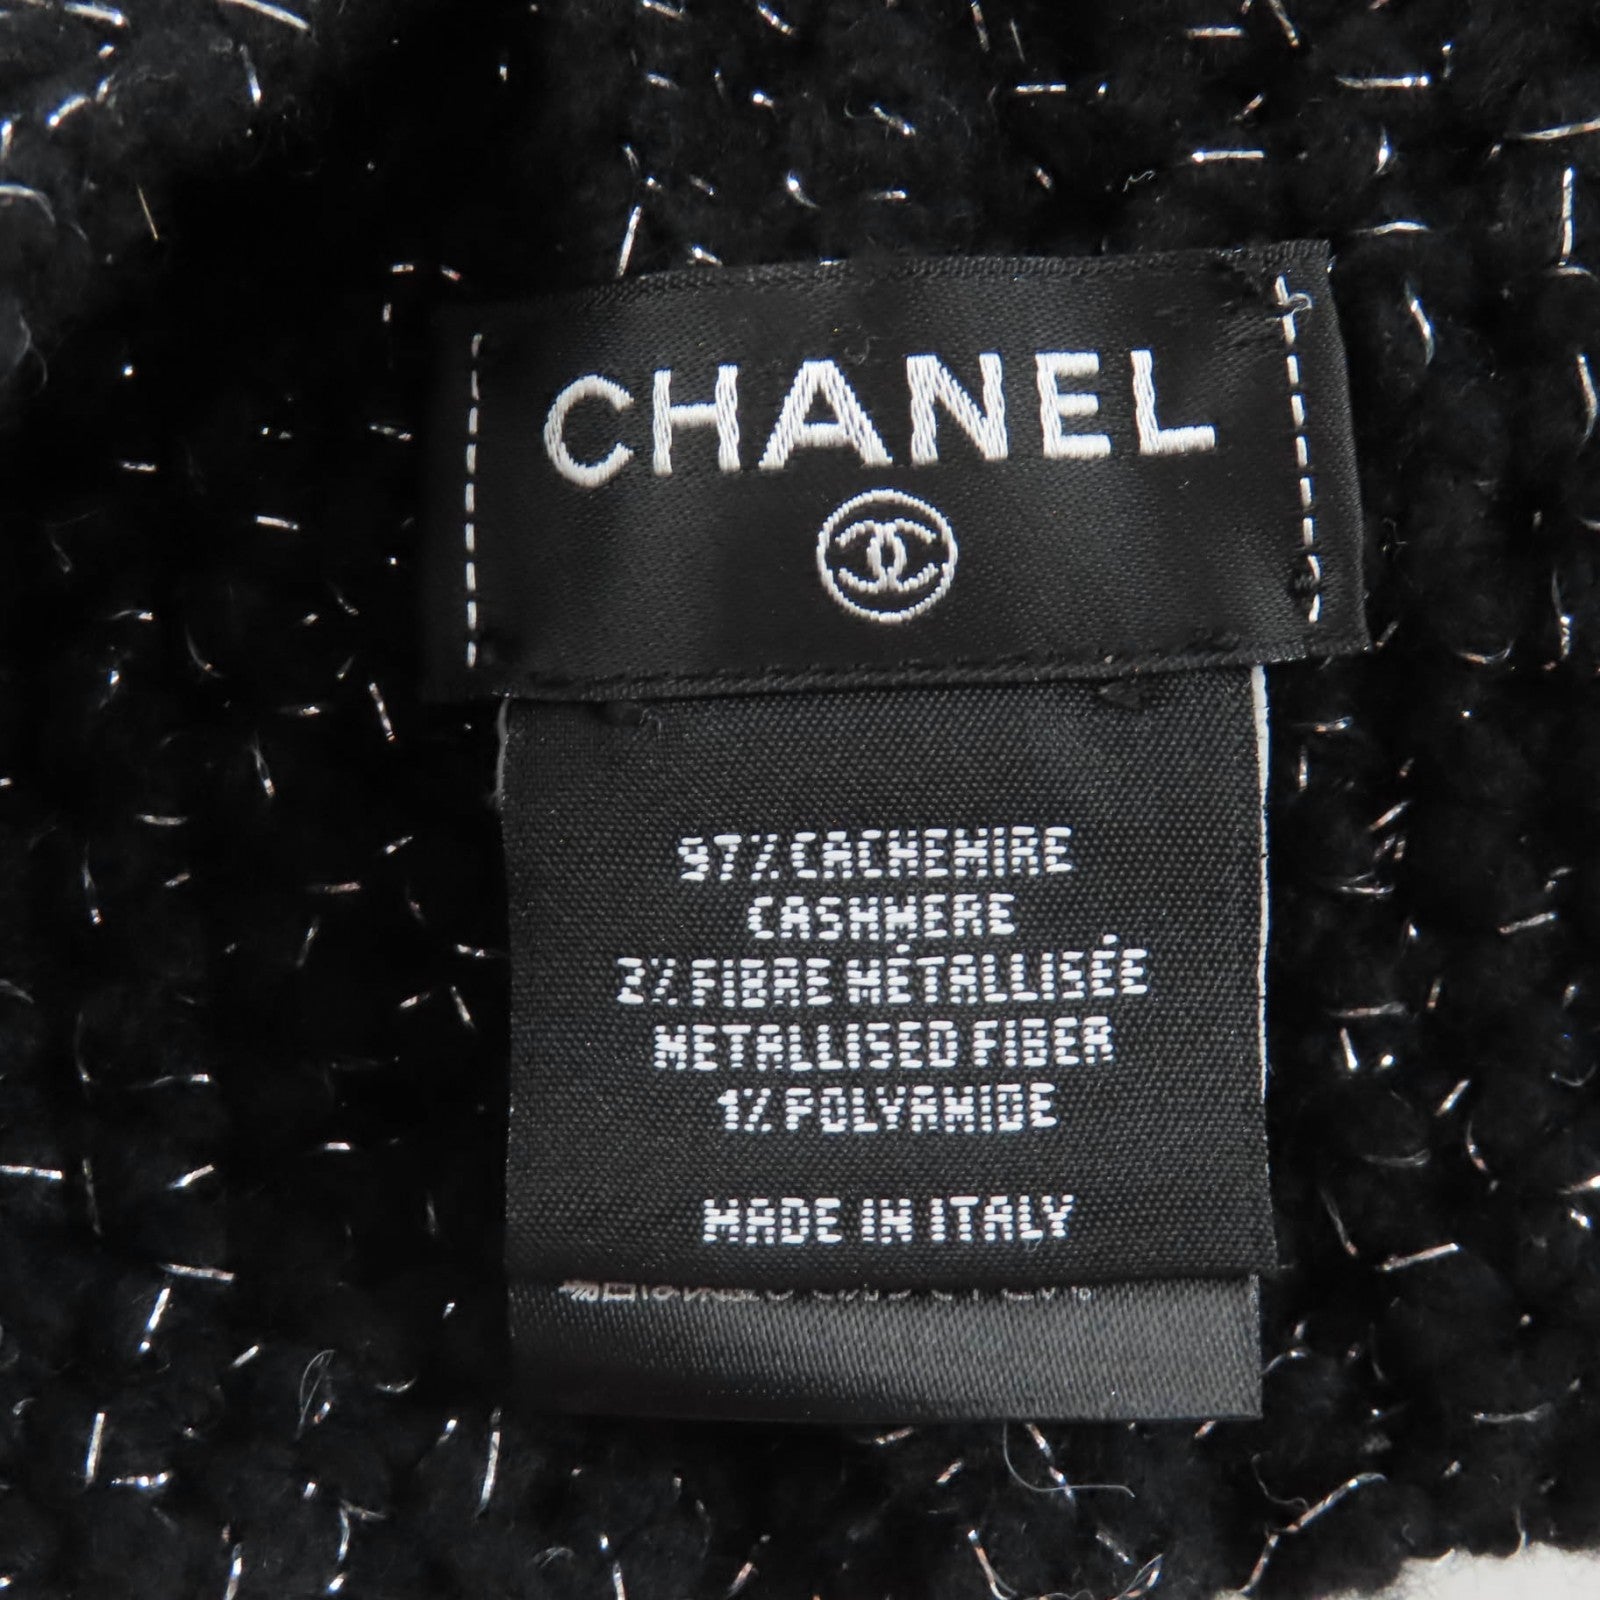 CHANEL
97% CACHEMIRE
CASHMERE
2% FIBRE MÉTALLISÉE
METALLISED FIBER
1% POLYAMIDE
MADE IN ITALY